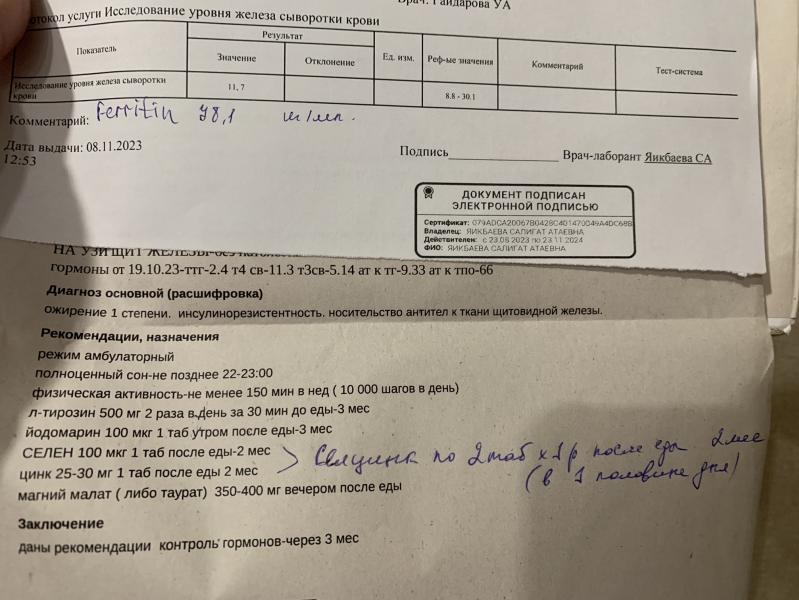 Врач: Гайдарова УА
отокол услуги Исследование уровня железа сыворотки крови
Показатель Результат Ед. изм. Реф-мые значения Комментарий Тест-система
Значение Отклонение
Исследование уровня железа сыворотки крови 11,7 8.8 - 30.1
Комментарий: Ferritin 78,1
Дата выдачи: 08.11.2023
12:53
Подпись Врач-лаборант Яикбаева СА
ДОКУМЕНТ ПОДПИСАН
ЭЛЕКТРОННОЙ ПОДПИСЬЮ
Сертификат: 079ADCA20067B0428C401470D49A4DC68B
Владелец: ЯИКБАЕВА САЛИГАТ АТАЕВНА
Действителен: с 23.08.2023 по 23.11.2024
ФИО: ЯИКБАЕВА САЛИГАТ АТАЕВНА
НА УЗИ ЩИТ ЖЕЛЕЗЫ-без
гормоны от 19.10.23-ттг-2.4 т4 св-11.3 т3св-5.14 ат к тг-9.33 ат к тпо-66
Диагноз основной (расшифровка)
ожирение 1 степени. инсулинорезистентность. носительство антител к ткани щитовидной железы.
Рекомендации, назначения
режим амбулаторный
полноценный сон-не позднее 22-23:00
физическая активность-не менее 150 мин в нед ( 10 000 шагов в день)
л-тирозин 500 мг 2 раза в день за 30 мин до еды-3 мес
йодомарин 100 мкг 1 таб утром после еды-3 мес
СЕЛЕН 100 мкг 1 таб после еды-2 мес
цинк 25-30 мг 1 таб после еды 2 мес
Селцинк по 2 таб х 1 р после еды 2 мес
(в 1 половине дня)
магний малат ( либо таурат) 350-400 мг вечером после еды
Заключение
даны рекомендации контроль гормонов-через 3 мес